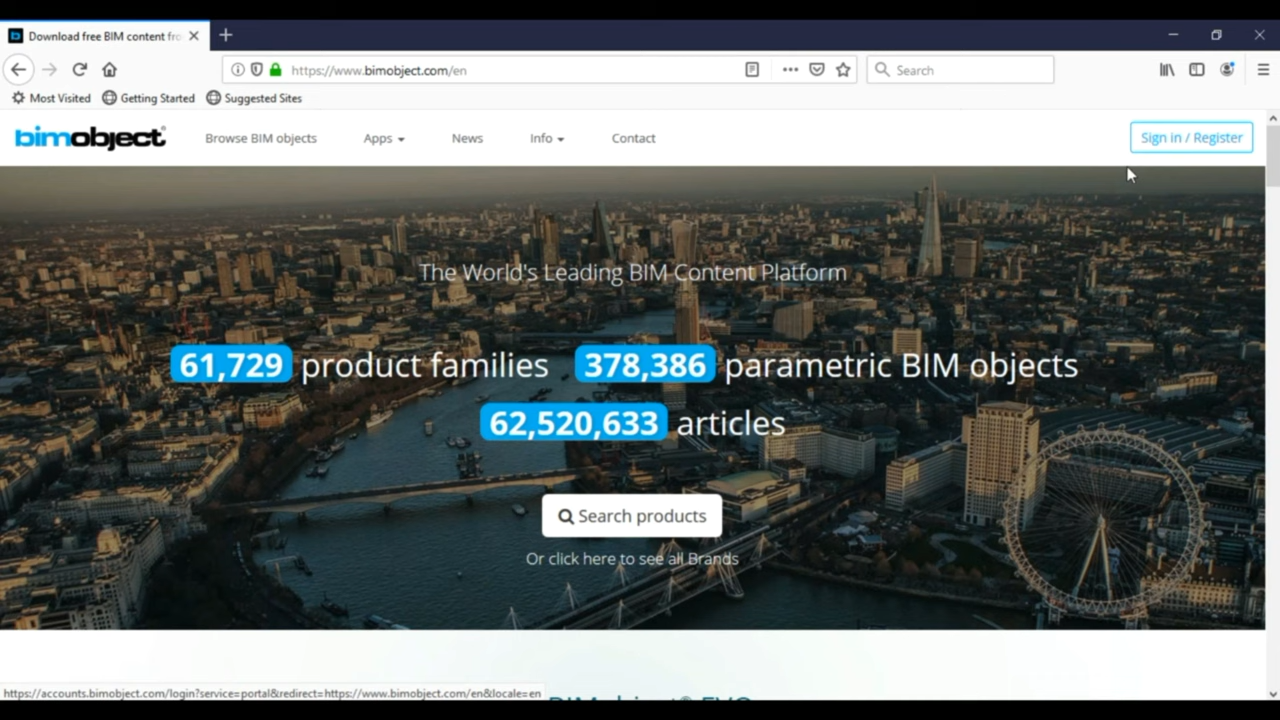 Download free BIM content fro
https://www.bimobject.com/en
Search
Most Visited Getting Started Suggested Sites
bimobject® Browse BIM objects Apps News Info Contact Sign in / Register
The World's Leading BIM Content Platform
61,729 product families 378,386 parametric BIM objects
62,520,633 articles
Search products
Or click here to see all Brands
https://accounts.bimobject.com/login?service=portal&redirect=https://www.bimobject.com/en&locale=en